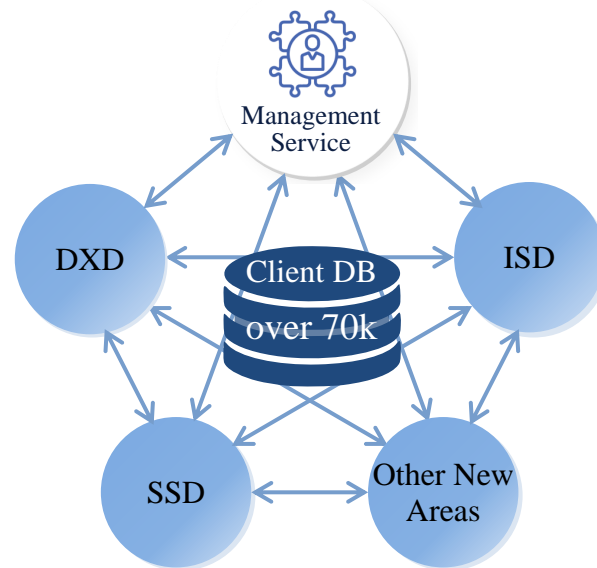 Management
Service
DXD
Client DB
over 70k
ISD
SSD
Other New
Areas